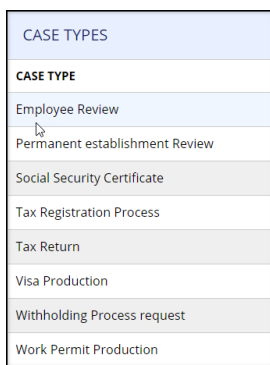 CASE TYPES
CASE TYPE
Employee Review
Permanent establishment Review
Social Security Certificate
Tax Registration Process
Tax Return
Visa Production
Withholding Process request
Work Permit Production